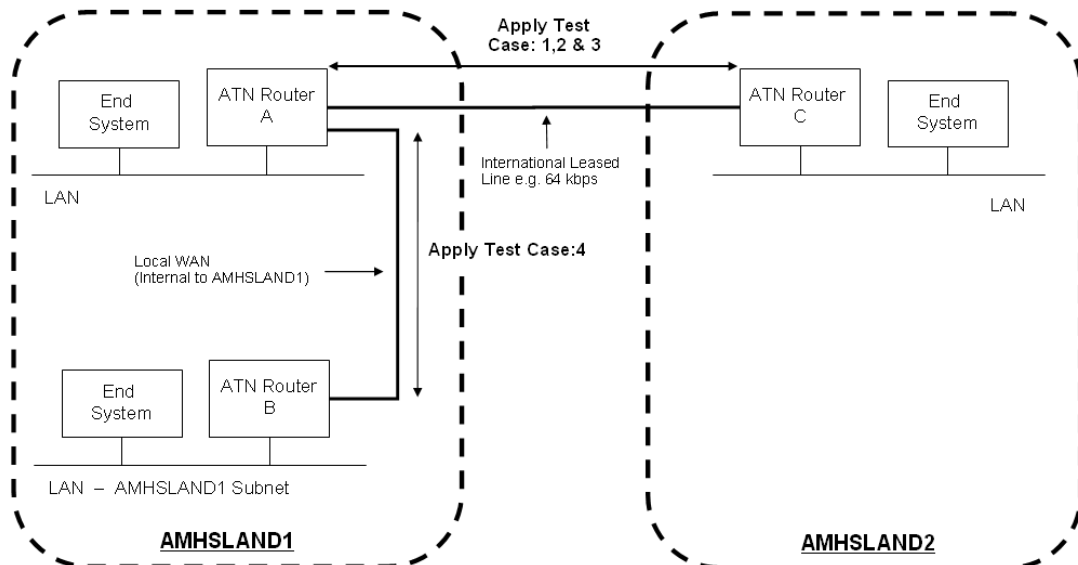 Apply Test
Case: 1,2 & 3
End
System
ATN Router
A
ATN Router
C
End
System
International Leased
Line e.g. 64 kbps
LAN
LAN
Apply Test Case:4
Local WAN
(Internal to AMHSLAND1)
End
System
ATN Router
B
LAN – AMHSLAND1 Subnet
AMHSLAND1
AMHSLAND2